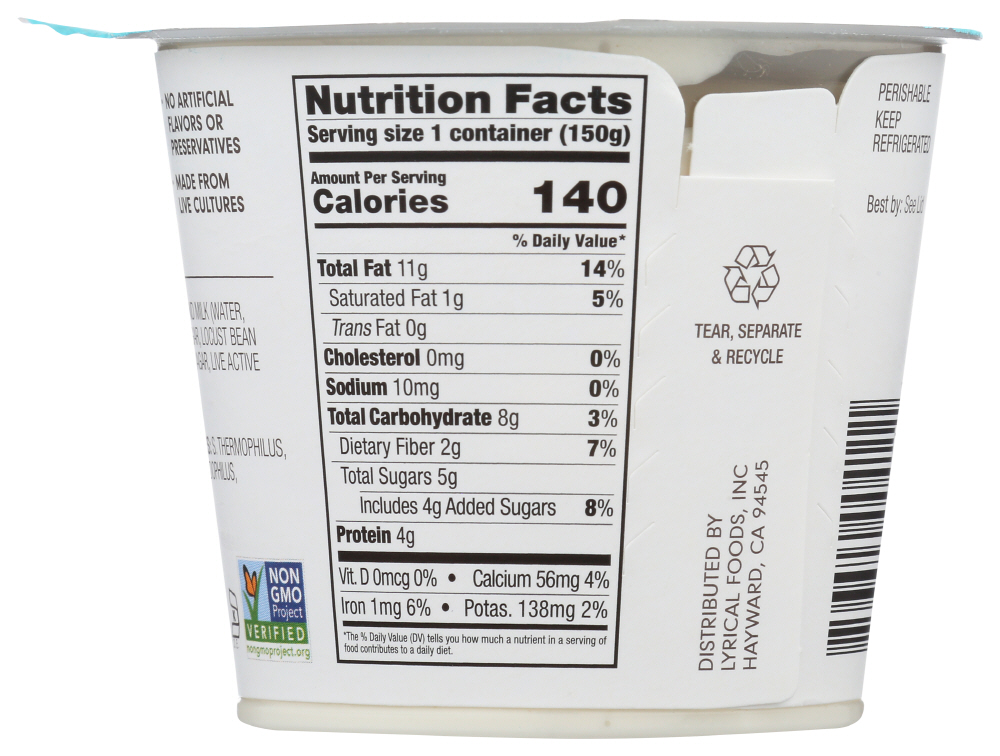 NO ARTIFICIAL
FLAVORS OR
PRESERVATIVES
MADE FROM
LIVE CULTURES
MILK (WATER,
LOCUST BEAN
LIVE ACTIVE
S. THERMOPHILUS,
NON
GMO
Project
VERIFIED
nongmoproject.org
Nutrition Facts
Serving size 1 container (150g)
Amount Per Serving
Calories 140
% Daily Value*
Total Fat 11g 14%
Saturated Fat 1g 5%
Trans Fat 0g
Cholesterol 0mg 0%
Sodium 10mg 0%
Total Carbohydrate 8g 3%
Dietary Fiber 2g 7%
Total Sugars 5g
Includes 4g Added Sugars 8%
Protein 4g
Vit. D 0mcg 0% • Calcium 56mg 4%
Iron 1mg 6% • Potas. 138mg 2%
*The % Daily Value (DV) tells you how much a nutrient in a serving of
food contributes to a daily diet.
TEAR, SEPARATE
& RECYCLE
DISTRIBUTED BY
LYRICAL FOODS, INC
HAYWARD, CA 94545
PERISHABLE
KEEP
REFRIGERATED
Best by: See